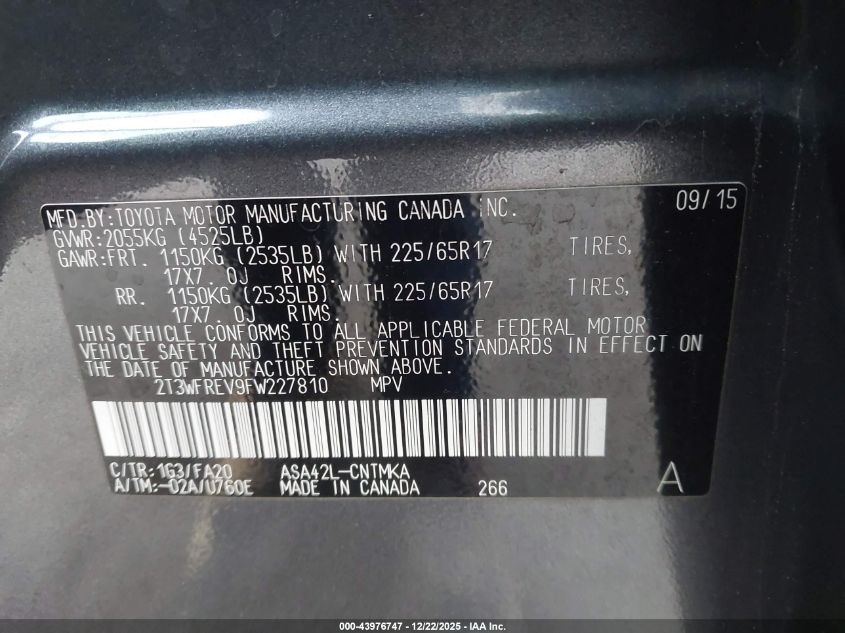 MFD.BY:TOYOTA MOTOR MANUFACTURING CANADA INC. 09/15
GVWR:2055KG (4525LB)
GAWR:FRT. 1150KG (2535LB) WITH 225/65R17 TIRES,
17X7. 0J RIMS.
RR. 1150KG (2535LB) WITH 225/65R17 TIRES,
17X7. 0J RIMS.
THIS VEHICLE CONFORMS TO ALL APPLICABLE FEDERAL MOTOR
VEHICLE SAFETY AND THEFT PREVENTION STANDARDS IN EFFECT ON
THE DATE OF MANUFACTURE SHOWN ABOVE.
2T3WFREV9FW227810 MPV
C/TR:1G3/FA20 ASA42L-CNTMKA
A/TM:-02A/U760E MADE IN CANADA 266 A
000-43976747 - 12/22/2025 - IAA Inc.